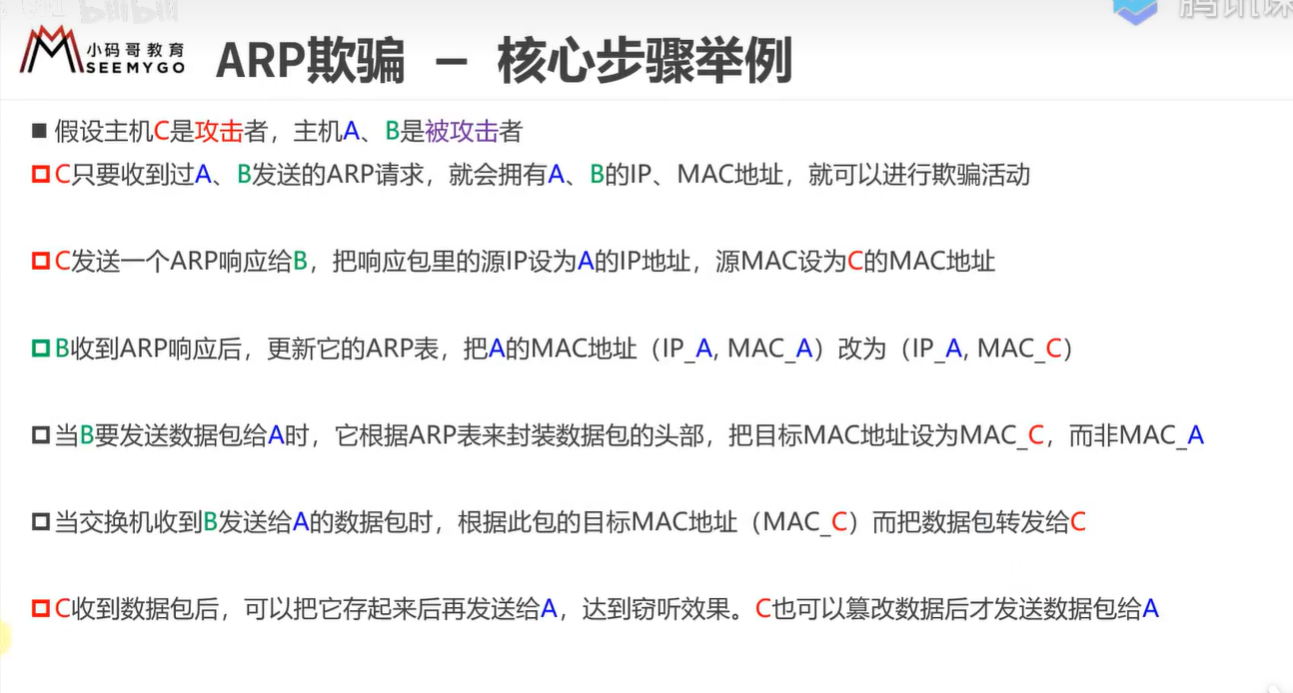 bilibili
腾讯课
小码哥教育
SEEMYGO
ARP欺骗 – 核心步骤举例
假设主机C是攻击者，主机A、B是被攻击者
C只要收到过A、B发送的ARP请求，就会拥有A、B的IP、MAC地址，就可以进行欺骗活动
C发送一个ARP响应给B，把响应包里的源IP设为A的IP地址，源MAC设为C的MAC地址
B收到ARP响应后，更新它的ARP表，把A的MAC地址（IP_A, MAC_A）改为（IP_A, MAC_C）
当B要发送数据包给A时，它根据ARP表来封装数据包的头部，把目标MAC地址设为MAC_C，而非MAC_A
当交换机收到B发送给A的数据包时，根据此包的目标MAC地址（MAC_C）而把数据包转发给C
C收到数据包后，可以把它存起来后再发送给A，达到窃听效果。C也可以篡改数据后才发送数据包给A